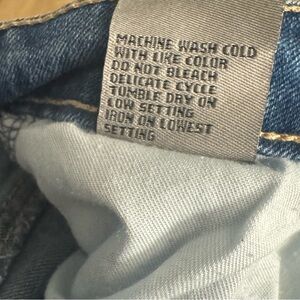 MACHINE WASH COLD
WITH LIKE COLOR
DO NOT BLEACH
DELICATE CYCLE
TUMBLE DRY ON
LOW SETTING
IRON ON LOWEST
SETTING